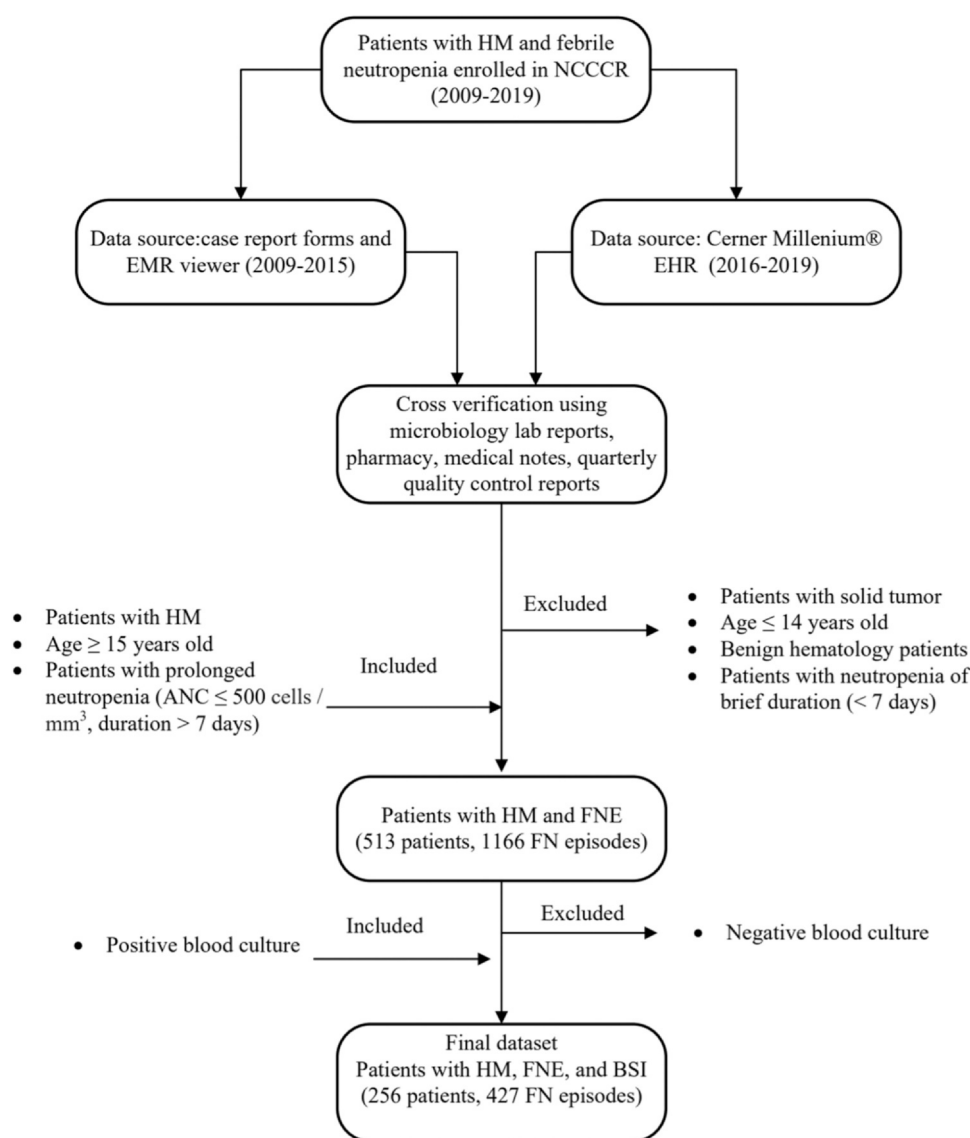 Patients with HM and febrile
neutropenia enrolled in NCCCR
(2009-2019)
Data source:case report forms and
EMR viewer (2009-2015)
Data source: Cerner Millenium®
EHR (2016-2019)
Cross verification using
microbiology lab reports,
pharmacy, medical notes, quarterly
quality control reports
• Patients with HM
• Age ≥ 15 years old
• Patients with prolonged
neutropenia (ANC ≤ 500 cells /
mm³, duration > 7 days)
Included
Excluded
• Patients with solid tumor
• Age ≤ 14 years old
• Benign hematology patients
• Patients with neutropenia of
brief duration (< 7 days)
Patients with HM and FNE
(513 patients, 1166 FN episodes)
• Positive blood culture
Included
Excluded
• Negative blood culture
Final dataset
Patients with HM, FNE, and BSI
(256 patients, 427 FN episodes)